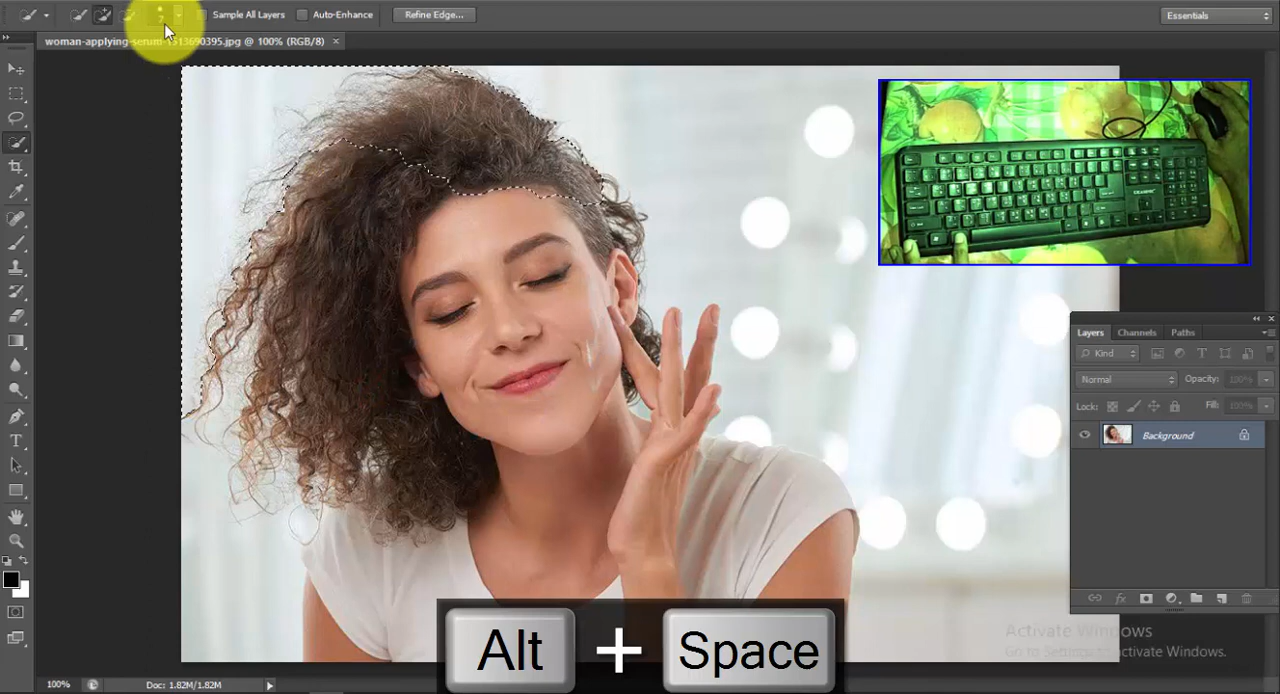 Sample All Layers
Auto-Enhance
Refine Edge...
Essentials
woman-applying-serum-1313690395.jpg @ 100% (RGB/8)
Layers
Channels
Paths
Kind
Normal
Opacity:
100%
Lock:
Fill:
100%
Background
fx
T
Alt + Space
Activate Windows
Go to Settings to activate Windows.
100%
Doc: 1.82M/1.82M